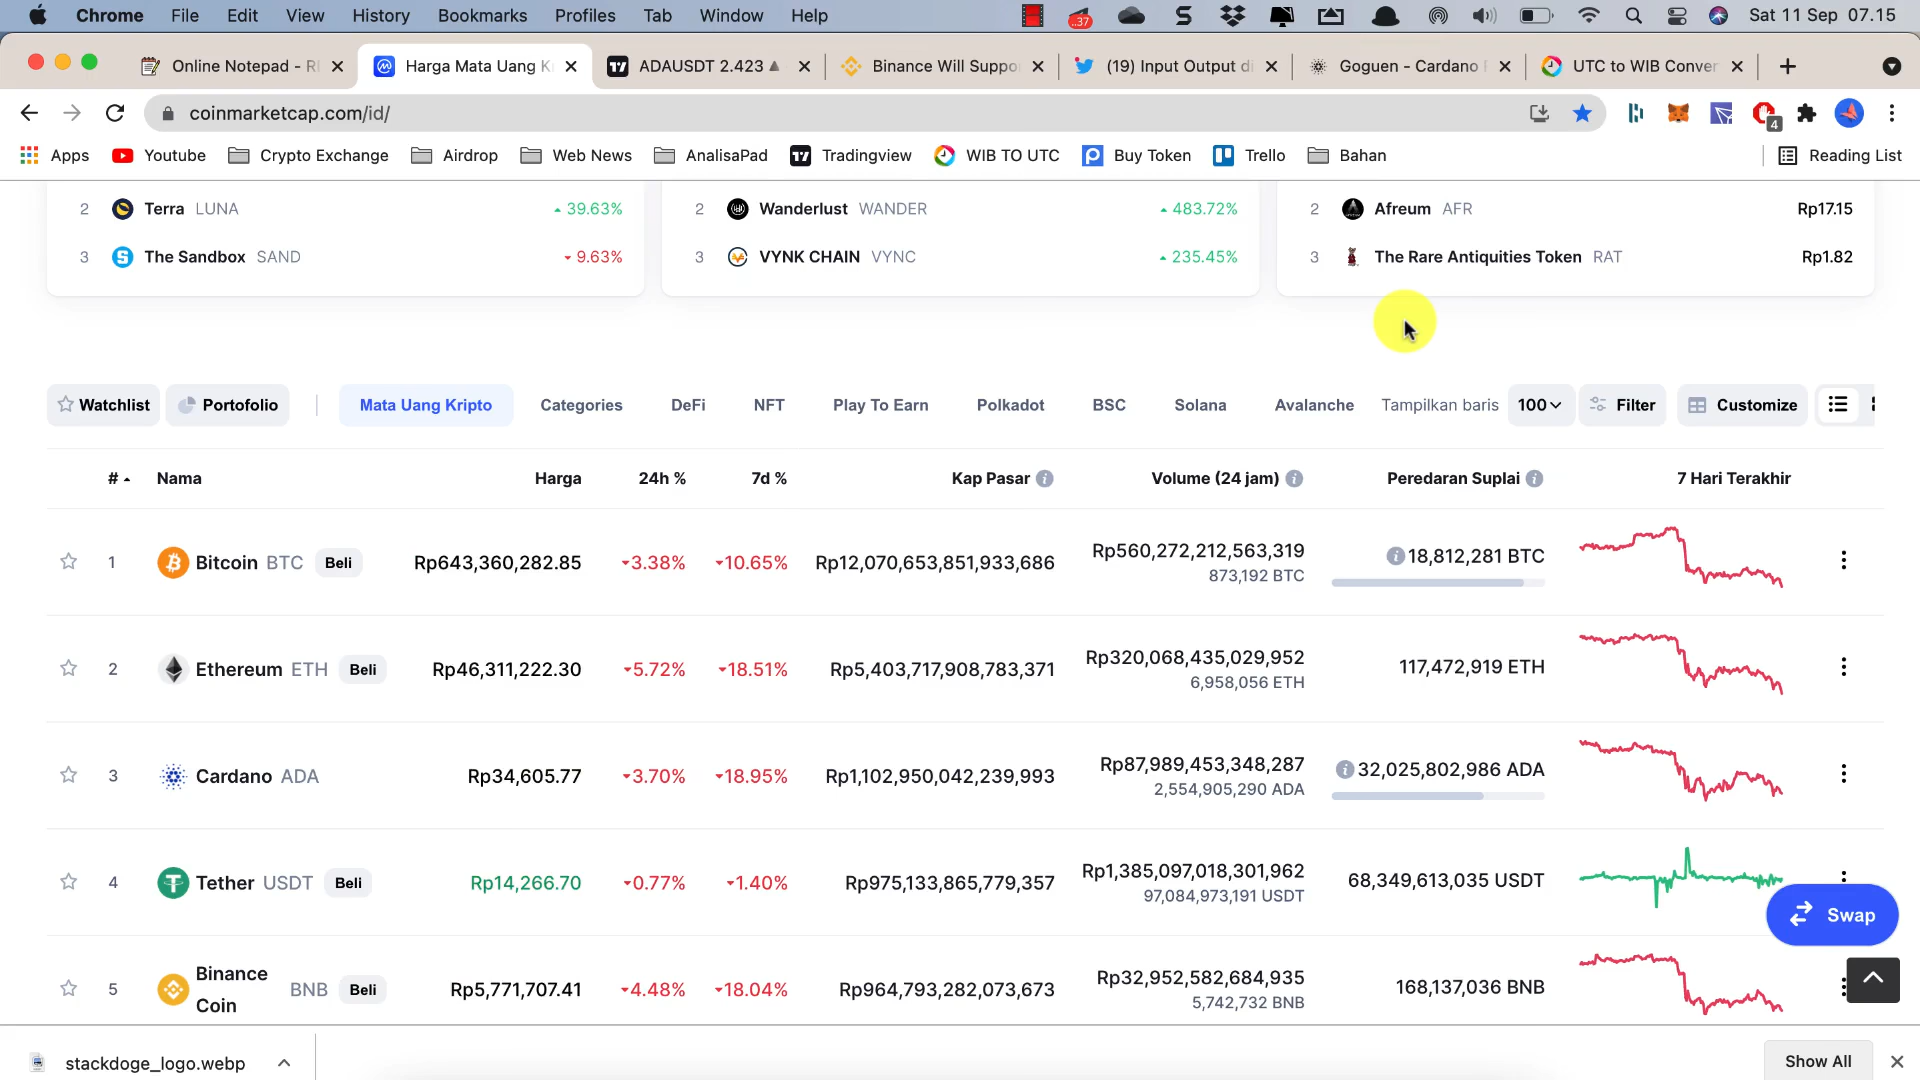 Chrome File Edit View History Bookmarks Profiles Tab Window Help 37 Sat 11 Sep 07.15
Online Notepad - Harga Mata Uang K ADAUSDT 2.423 Binance Will Suppo (19) Input Output Goguen - Cardano UTC to WIB Conver
coinmarketcap.com/id/ 4
Apps Youtube Crypto Exchange Airdrop Web News AnalisaPad Tradingview WIB TO UTC Buy Token Trello Bahan Reading List
2 Terra LUNA 39.63% 2 Wanderlust WANDER 483.72% 2 Afreum AFR Rp17.15
3 The Sandbox SAND 9.63% 3 VYNK CHAIN VYNC 235.45% 3 The Rare Antiquities Token RAT Rp1.82
Watchlist Portofolio Mata Uang Kripto Categories DeFi NFT Play To Earn Polkadot BSC Solana Avalanche Tampilkan baris 100 Filter Customize
# Nama Harga 24h % 7d % Kap Pasar Volume (24 jam) Peredaran Suplai 7 Hari Terakhir
1 Bitcoin BTC Beli Rp643,360,282.85 3.38% 10.65% Rp12,070,653,851,933,686 Rp560,272,212,563,319 18,812,281 BTC
873,192 BTC
2 Ethereum ETH Beli Rp46,311,222.30 5.72% 18.51% Rp5,403,717,908,783,371 Rp320,068,435,029,952 117,472,919 ETH
6,958,056 ETH
3 Cardano ADA Rp34,605.77 3.70% 18.95% Rp1,102,950,042,239,993 Rp87,989,453,348,287 32,025,802,986 ADA
2,554,905,290 ADA
4 Tether USDT Beli Rp14,266.70 0.77% 1.40% Rp975,133,865,779,357 Rp1,385,097,018,301,962 68,349,613,035 USDT
97,084,973,191 USDT
Swap
5 Binance Coin BNB Beli Rp5,771,707.41 4.48% 18.04% Rp964,793,282,073,673 Rp32,952,582,684,935 168,137,036 BNB
5,742,732 BNB
stackdoge_logo.webp Show All